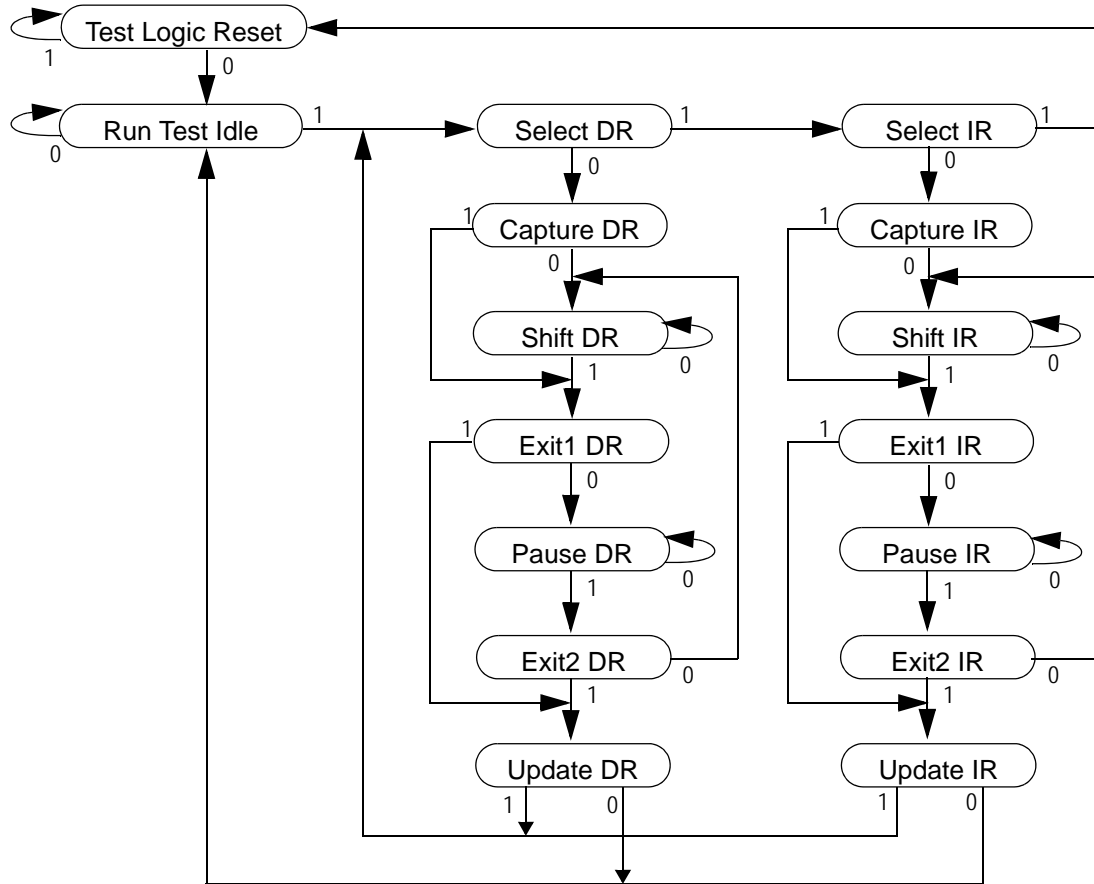 Test Logic Reset
1
0
Run Test Idle
0
1
Select DR
1
Select IR
1
0
0
1
Capture DR
1
Capture IR
0
0
Shift DR
0
Shift IR
0
1
1
1
Exit1 DR
1
Exit1 IR
0
0
Pause DR
0
Pause IR
0
1
1
Exit2 DR
0
Exit2 IR
0
1
1
Update DR
Update IR
1
0
1
0